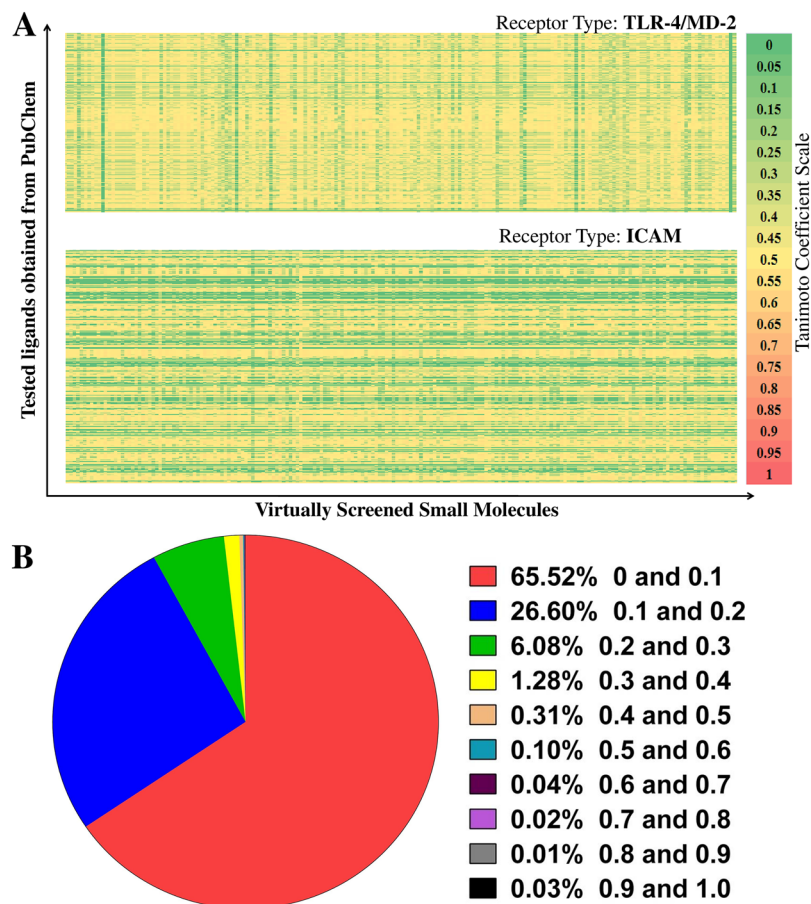 A
Receptor Type: TLR-4/MD-2
Tested ligands obtained from PubChem
Receptor Type: ICAM
Virtually Screened Small Molecules
0
0.05
0.1
0.15
0.2
0.25
0.3
0.35
0.4
0.45
0.5
0.55
0.6
0.65
0.7
0.75
0.8
0.85
0.9
0.95
1
Tanimoto Coefficient Scale
B
65.52% 0 and 0.1
26.60% 0.1 and 0.2
6.08% 0.2 and 0.3
1.28% 0.3 and 0.4
0.31% 0.4 and 0.5
0.10% 0.5 and 0.6
0.04% 0.6 and 0.7
0.02% 0.7 and 0.8
0.01% 0.8 and 0.9
0.03% 0.9 and 1.0